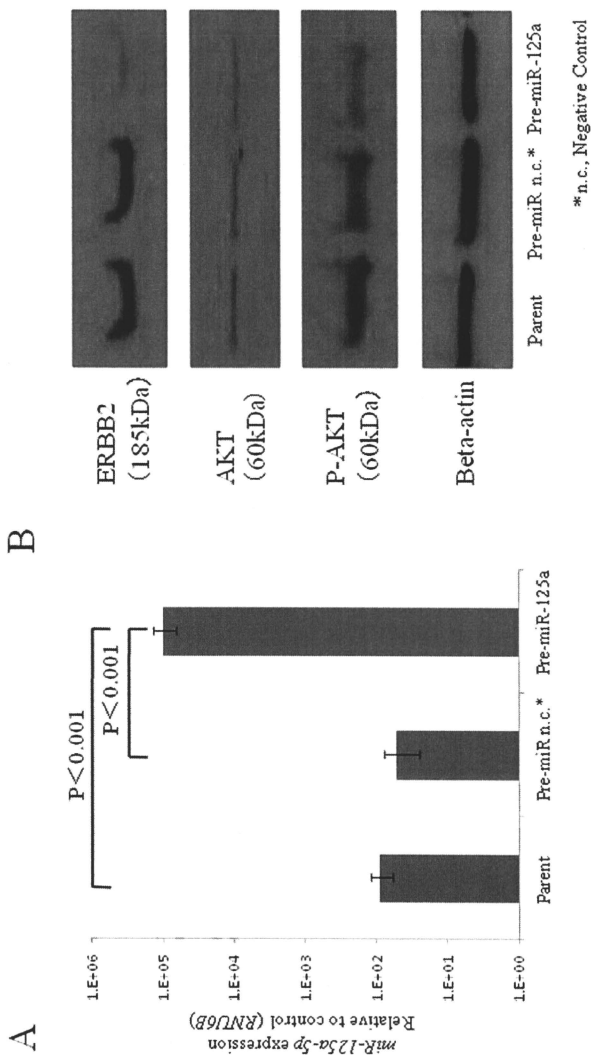 A
miR-125a-5p expression
Relative to control (RNU6B)
1.E+06
1.E+05
1.E+04
1.E+03
1.E+02
1.E+01
1.E+00
P＜0.001
P＜0.001
Parent
Pre-miR n.c.*
Pre-miR-125a
B
ERBB2
(185kDa)
AKT
(60kDa)
P-AKT
(60kDa)
Beta-actin
Parent
Pre-miR n.c.*
Pre-miR-125a
*n.c., Negative Control